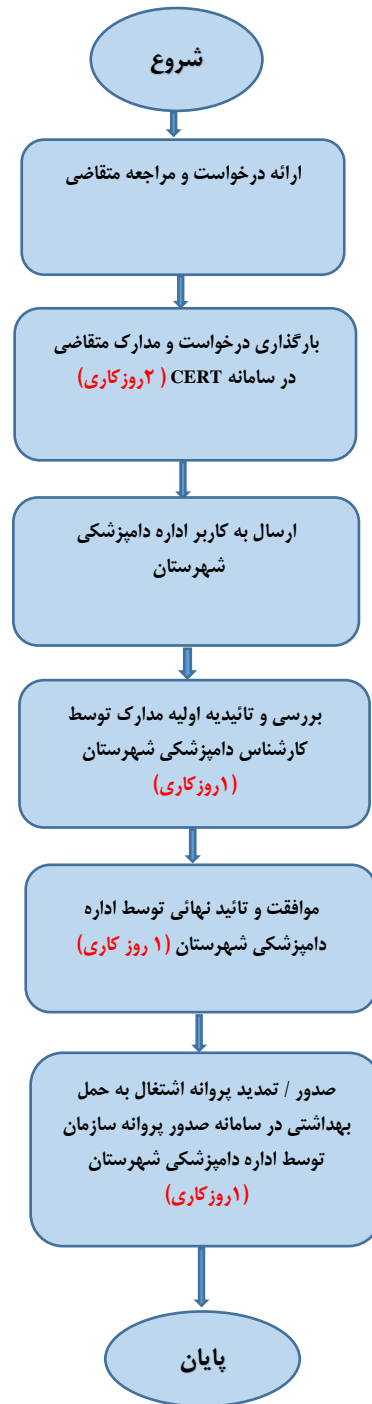 شروع
ارائه درخواست و مراجعه متقاضی
بارگذاری درخواست و مدارک متقاضی
در سامانه CERT ( ۲روزکاری)
ارسال به کاربر اداره دامپزشکی
شهرستان
بررسی و تائیدیه اولیه مدارک توسط
کارشناس دامپزشکی شهرستان
(۱روزکاری)
موافقت و تائید نهائی توسط اداره
دامپزشکی شهرستان (۱ روز کاری)
صدور / تمدید پروانه اشتغال به حمل
بهداشتی در سامانه صدور پروانه سازمان
توسط اداره دامپزشکی شهرستان
(۱روزکاری)
پایان